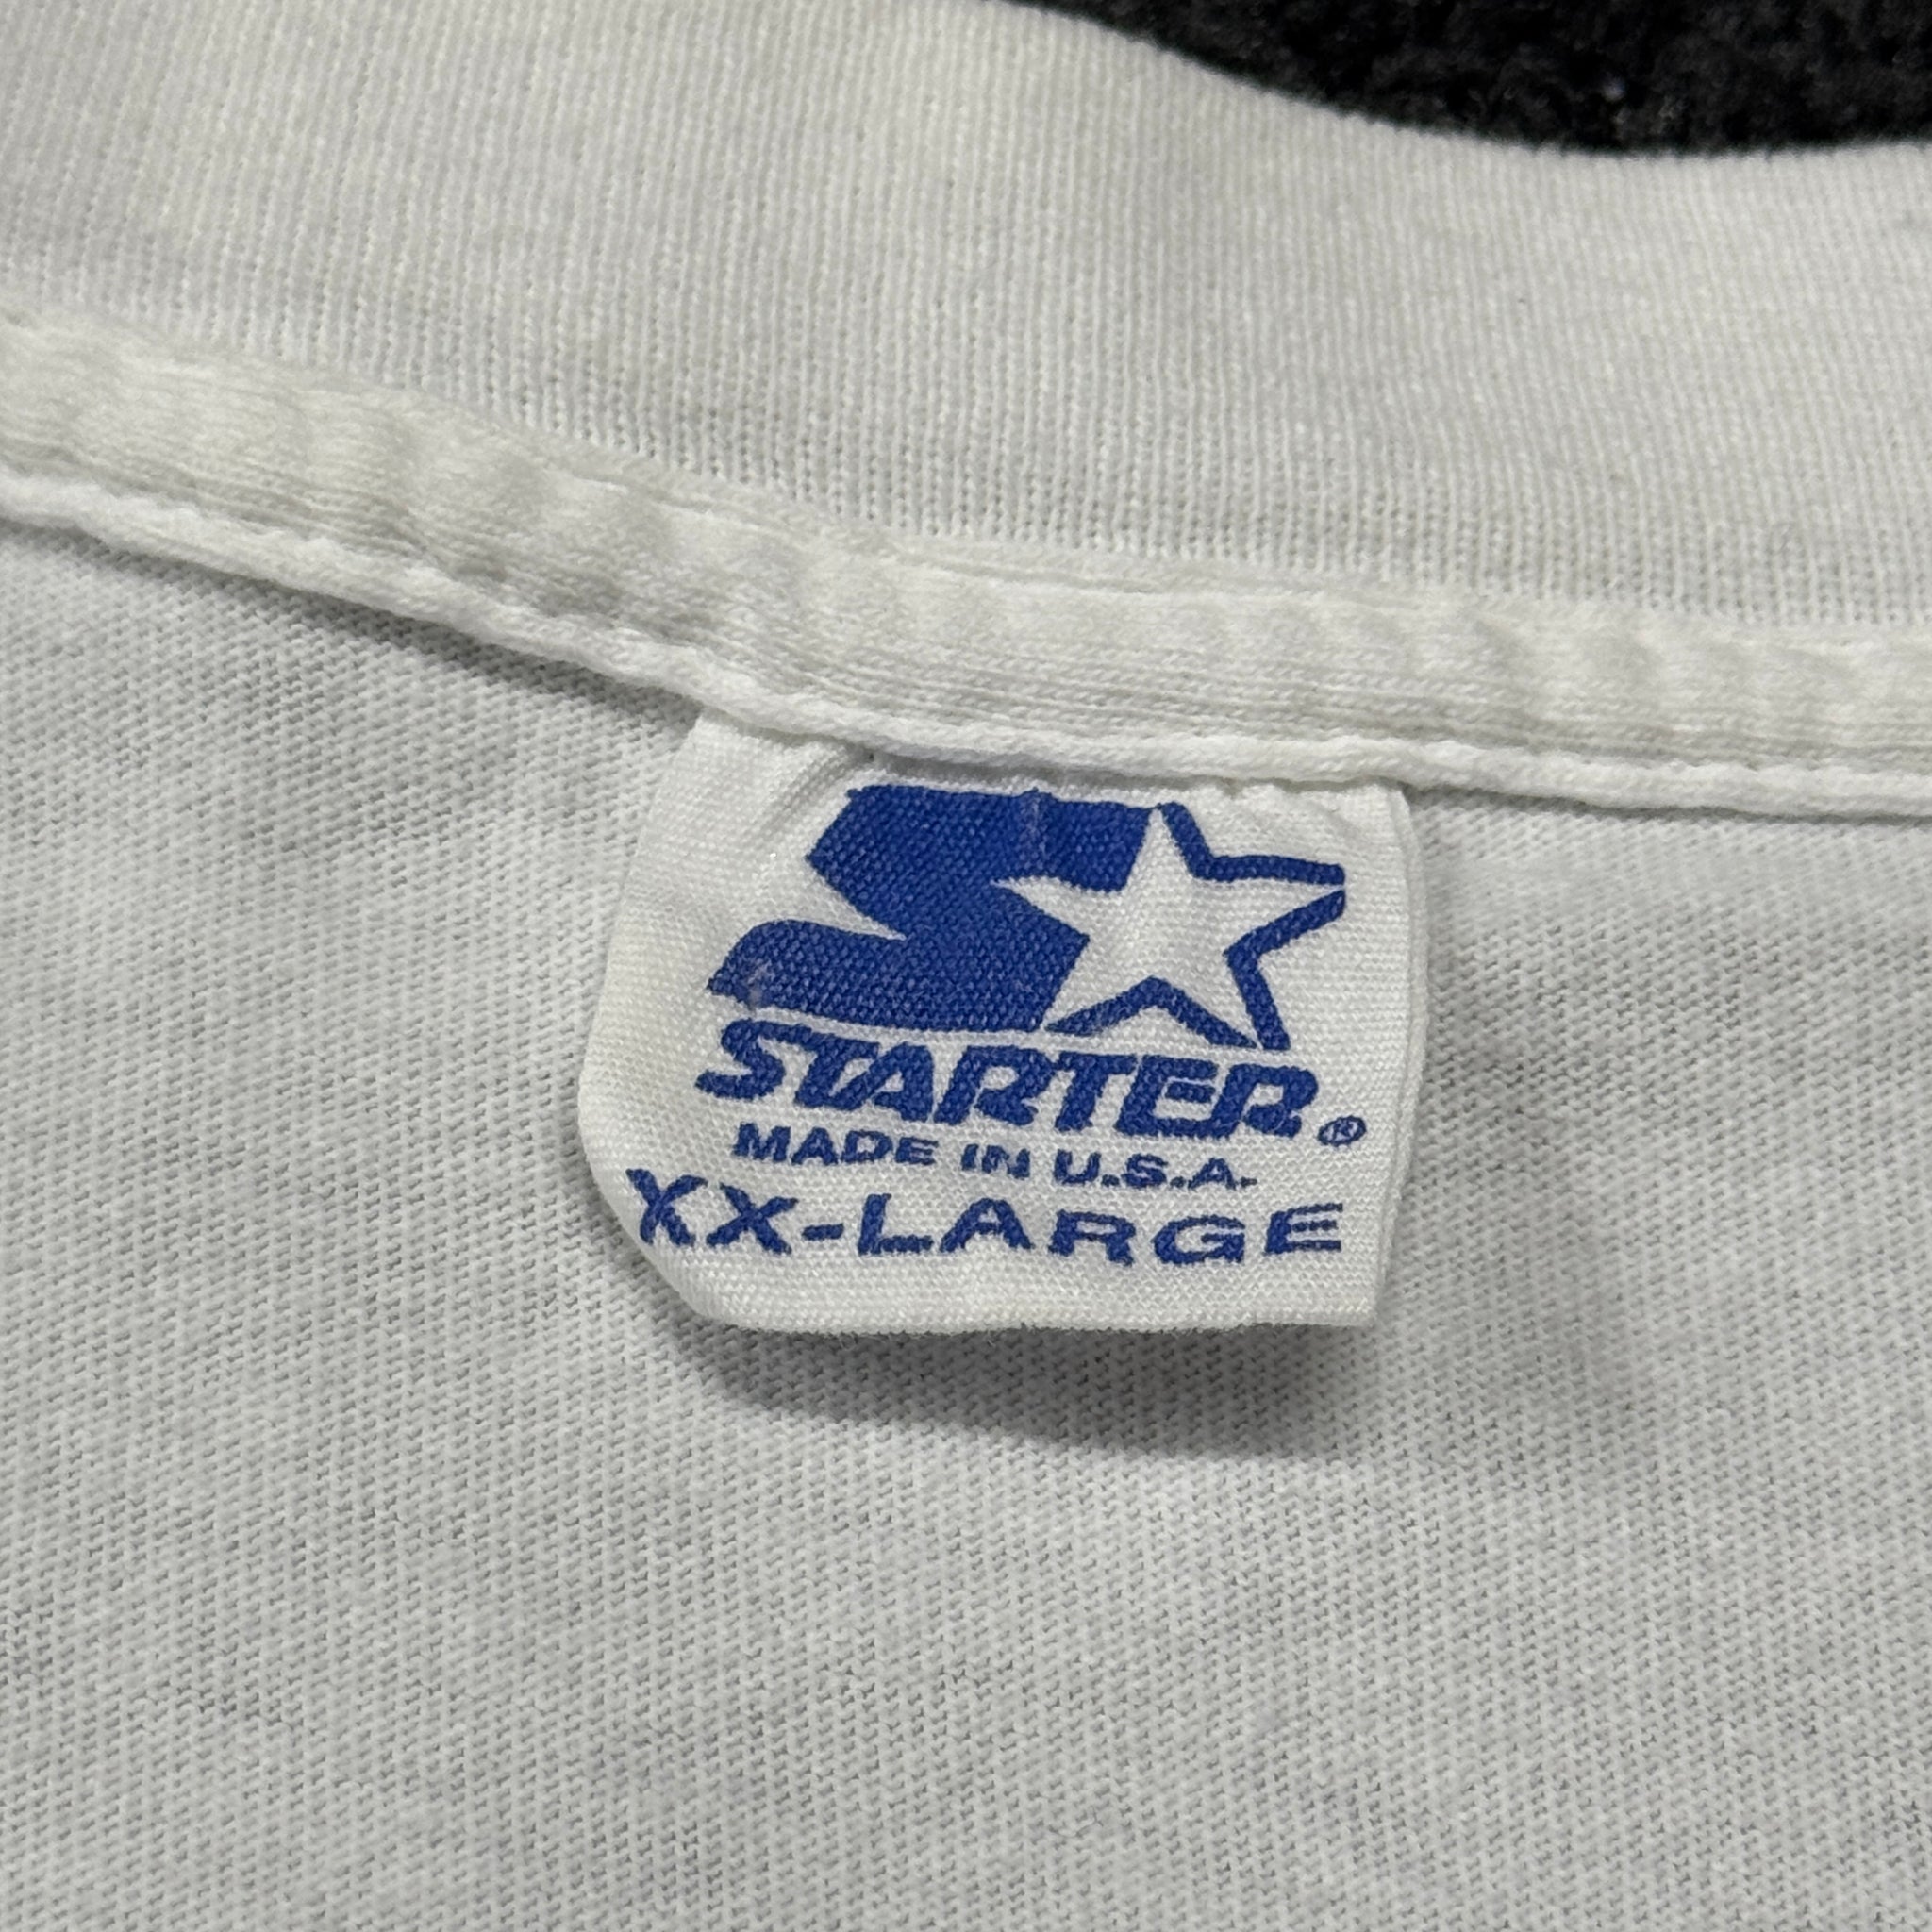 STARTER®
MADE IN U.S.A.
XX-LARGE